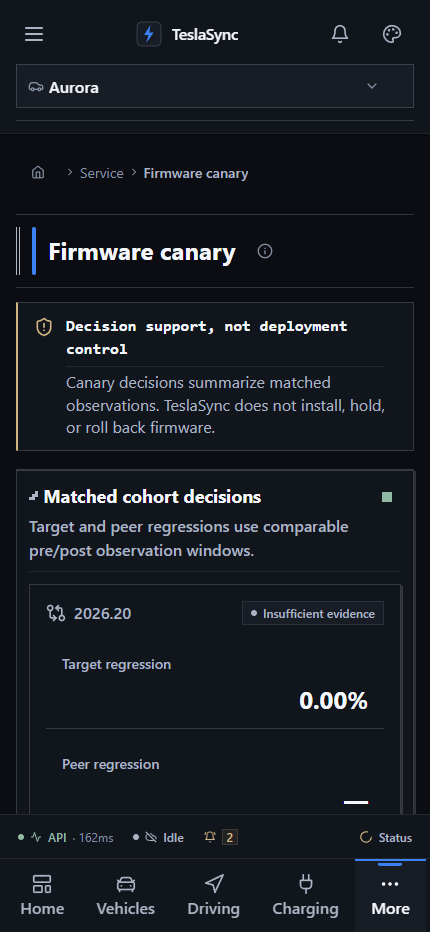 TeslaSync
Aurora
Service
Firmware canary
Firmware canary
Decision support, not deployment
control
Canary decisions summarize matched
observations. TeslaSync does not install, hold,
or roll back firmware.
Matched cohort decisions
Target and peer regressions use comparable
pre/post observation windows.
2026.20
Insufficient evidence
Target regression
0.00%
Peer regression
—
API · 162ms
Idle
2
Status
Home
Vehicles
Driving
Charging
More